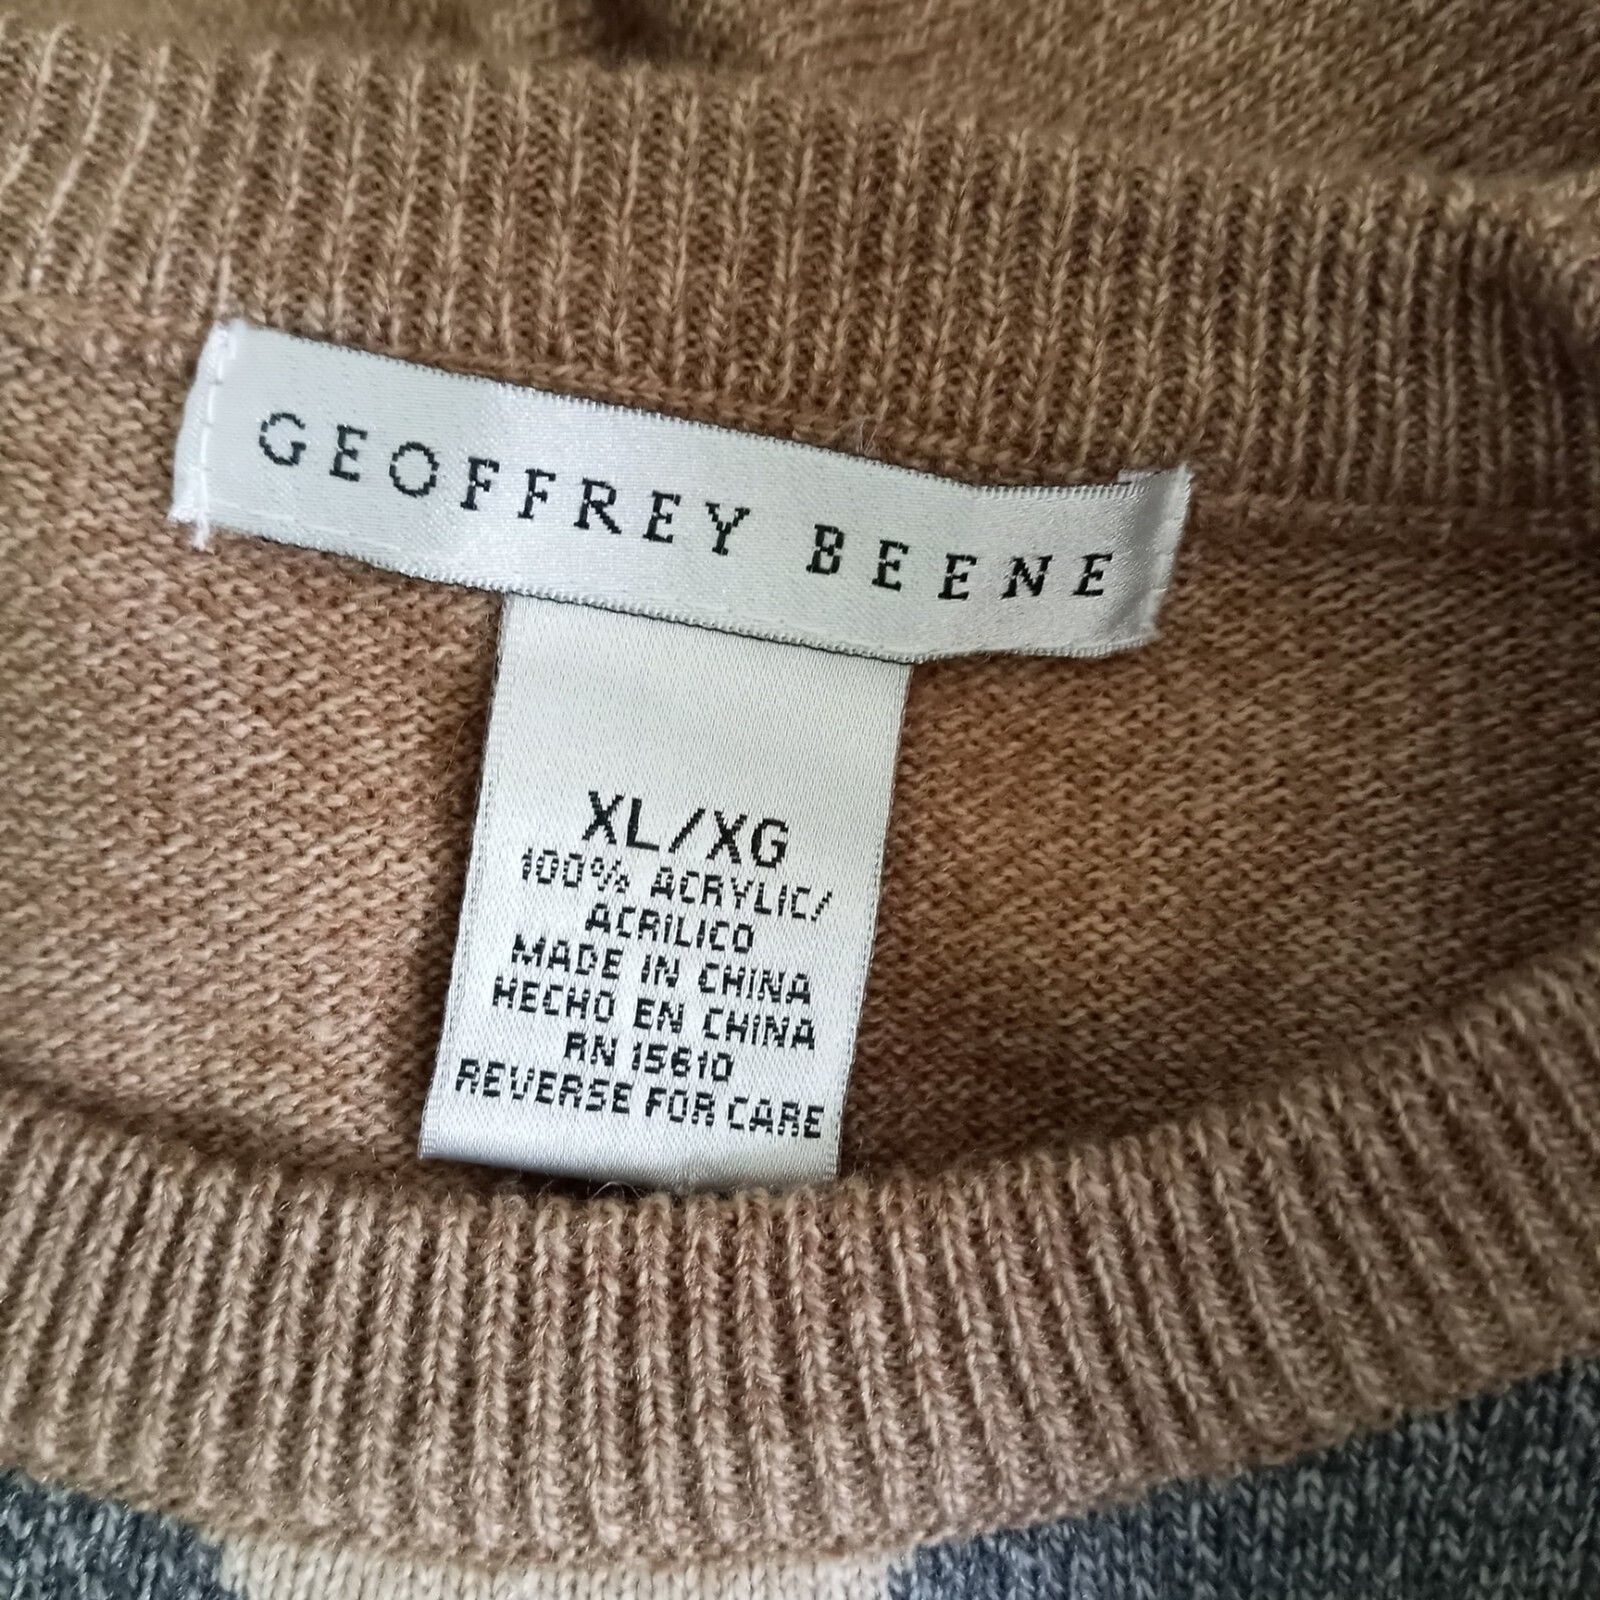 GEOFFREY BEENE
XL/XG
100% ACRYLIC/
ACRILICO
MADE IN CHINA
HECHO EN CHINA
RN 15610
REVERSE FOR CARE